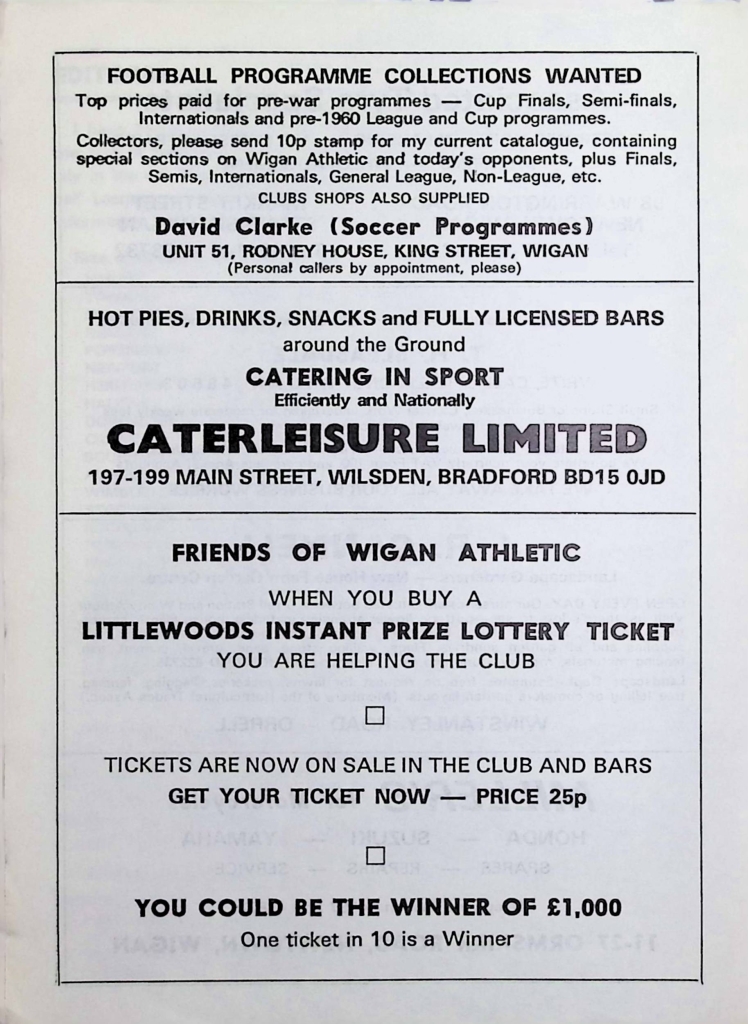 FOOTBALL PROGRAMME COLLECTIONS WANTED
Top prices paid for pre-war programmes — Cup Finals, Semi-finals,
Internationals and pre-1960 League and Cup programmes.
Collectors, please send 10p stamp for my current catalogue, containing
special sections on Wigan Athletic and today's opponents, plus Finals,
Semis, Internationals, General League, Non-League, etc.
CLUBS SHOPS ALSO SUPPLIED
David Clarke (Soccer Programmes)
UNIT 51, RODNEY HOUSE, KING STREET, WIGAN
(Personal callers by appointment, please)
HOT PIES, DRINKS, SNACKS and FULLY LICENSED BARS
around the Ground
CATERING IN SPORT
Efficiently and Nationally
CATERLEISURE LIMITED
197-199 MAIN STREET, WILSDEN, BRADFORD BD15 0JD
FRIENDS OF WIGAN ATHLETIC
WHEN YOU BUY A
LITTLEWOODS INSTANT PRIZE LOTTERY TICKET
YOU ARE HELPING THE CLUB
TICKETS ARE NOW ON SALE IN THE CLUB AND BARS
GET YOUR TICKET NOW — PRICE 25p
YOU COULD BE THE WINNER OF £1,000
One ticket in 10 is a Winner